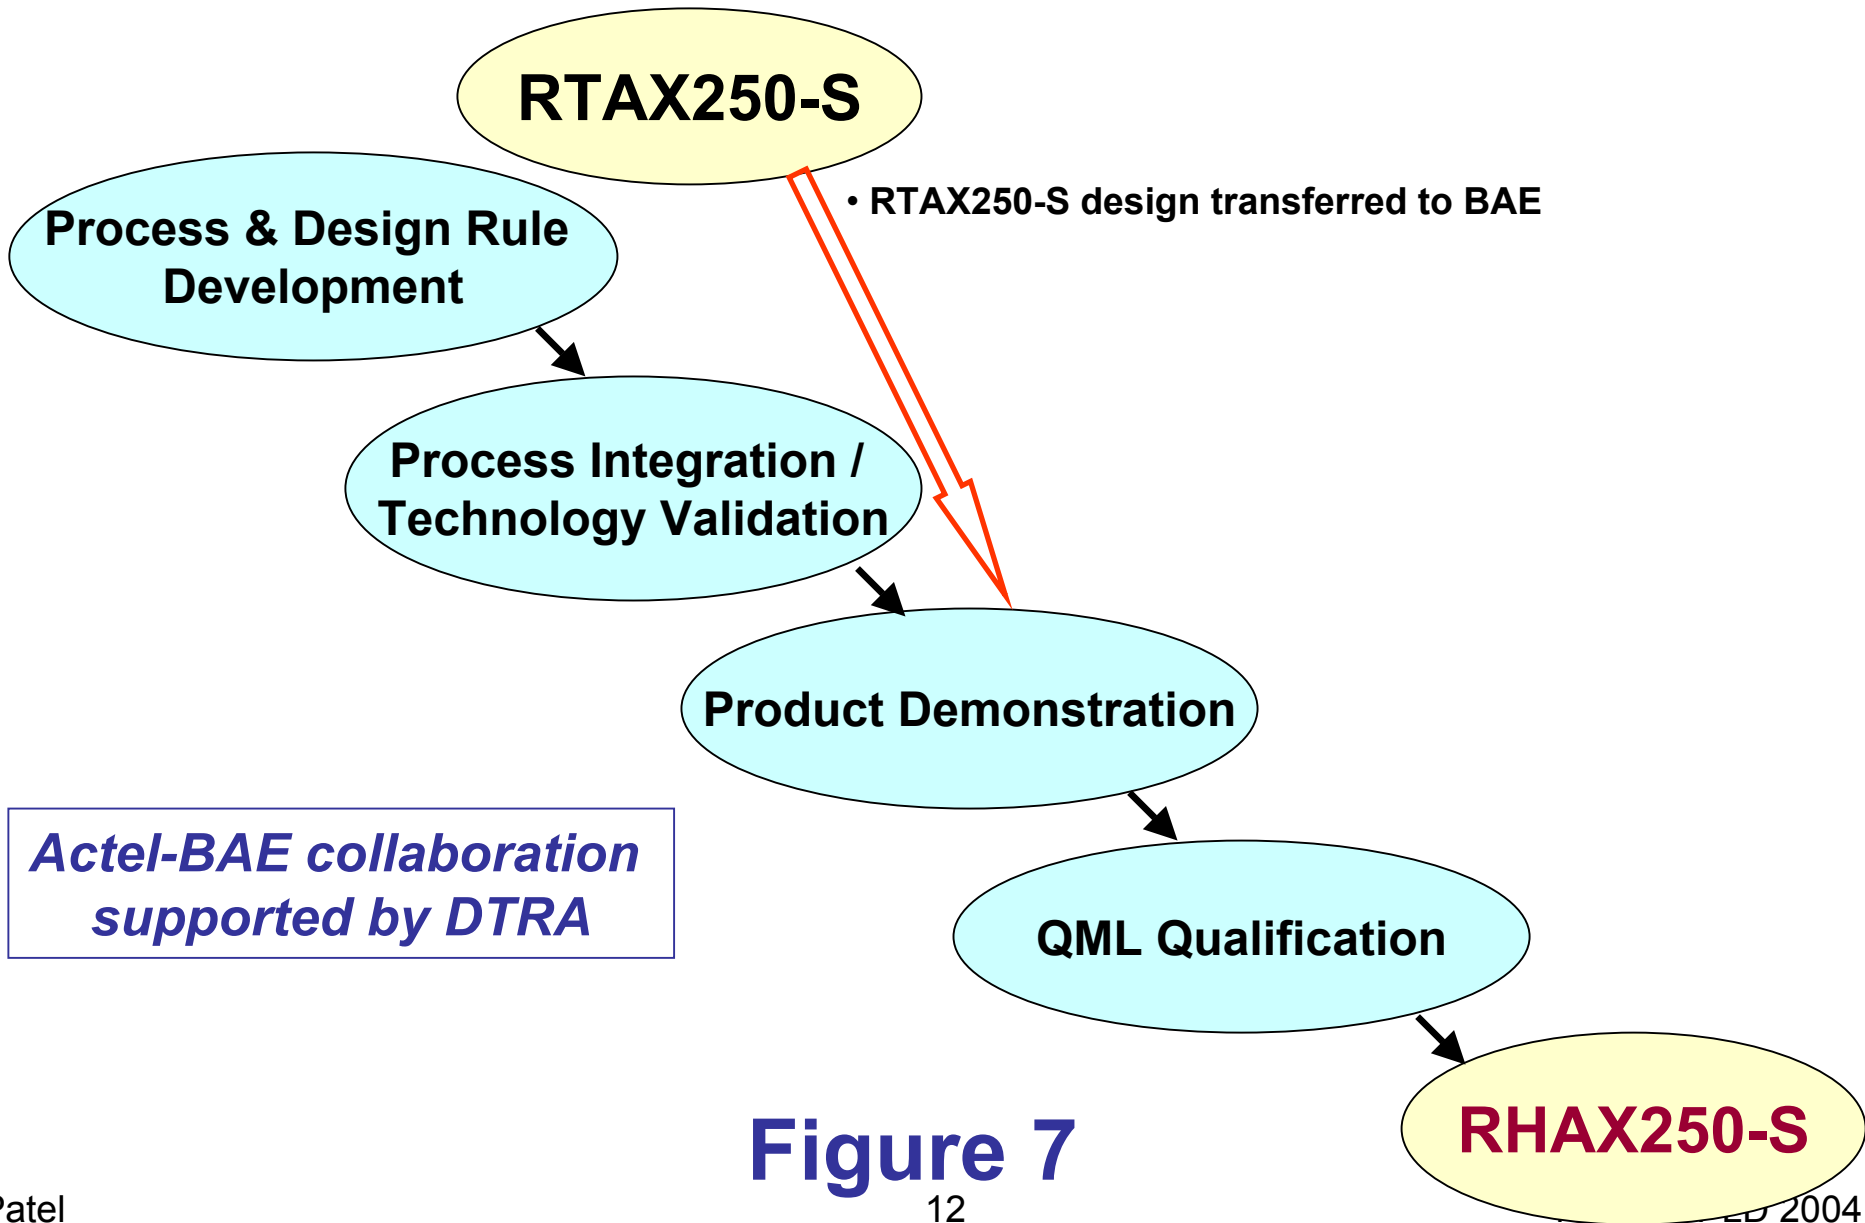 RTAX250-S
• RTAX250-S design transferred to BAE
Process & Design Rule
Development
Process Integration /
Technology Validation
Product Demonstration
Actel-BAE collaboration
supported by DTRA
QML Qualification
RHAX250-S
Figure 7
Patel
12
2004